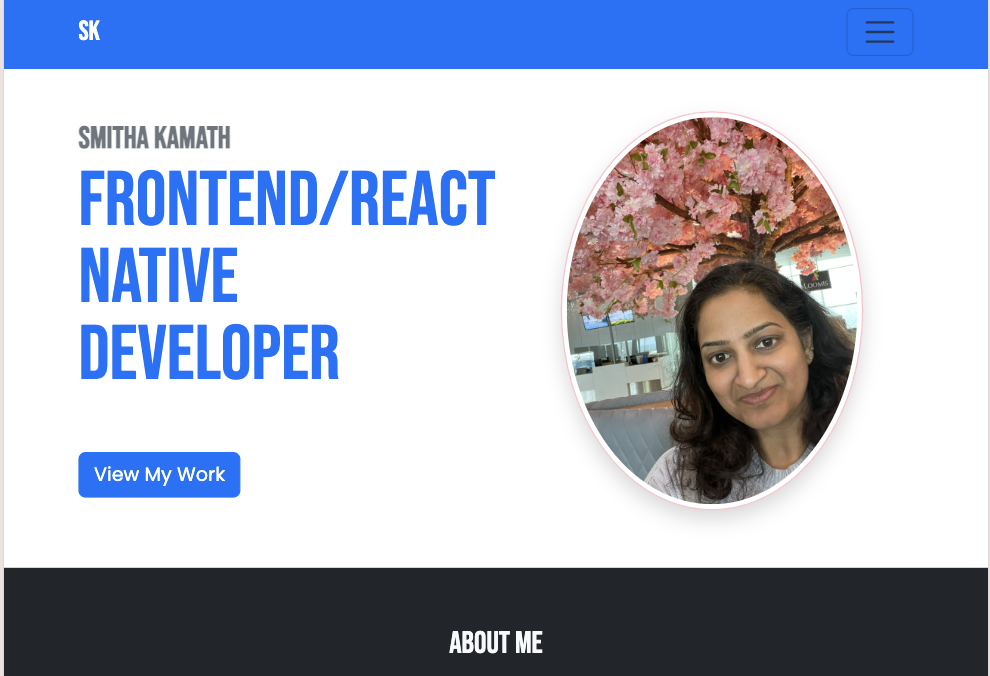 SK
SMITHA KAMATH
FRONTEND/REACT
NATIVE
DEVELOPER
View My Work
ABOUT ME